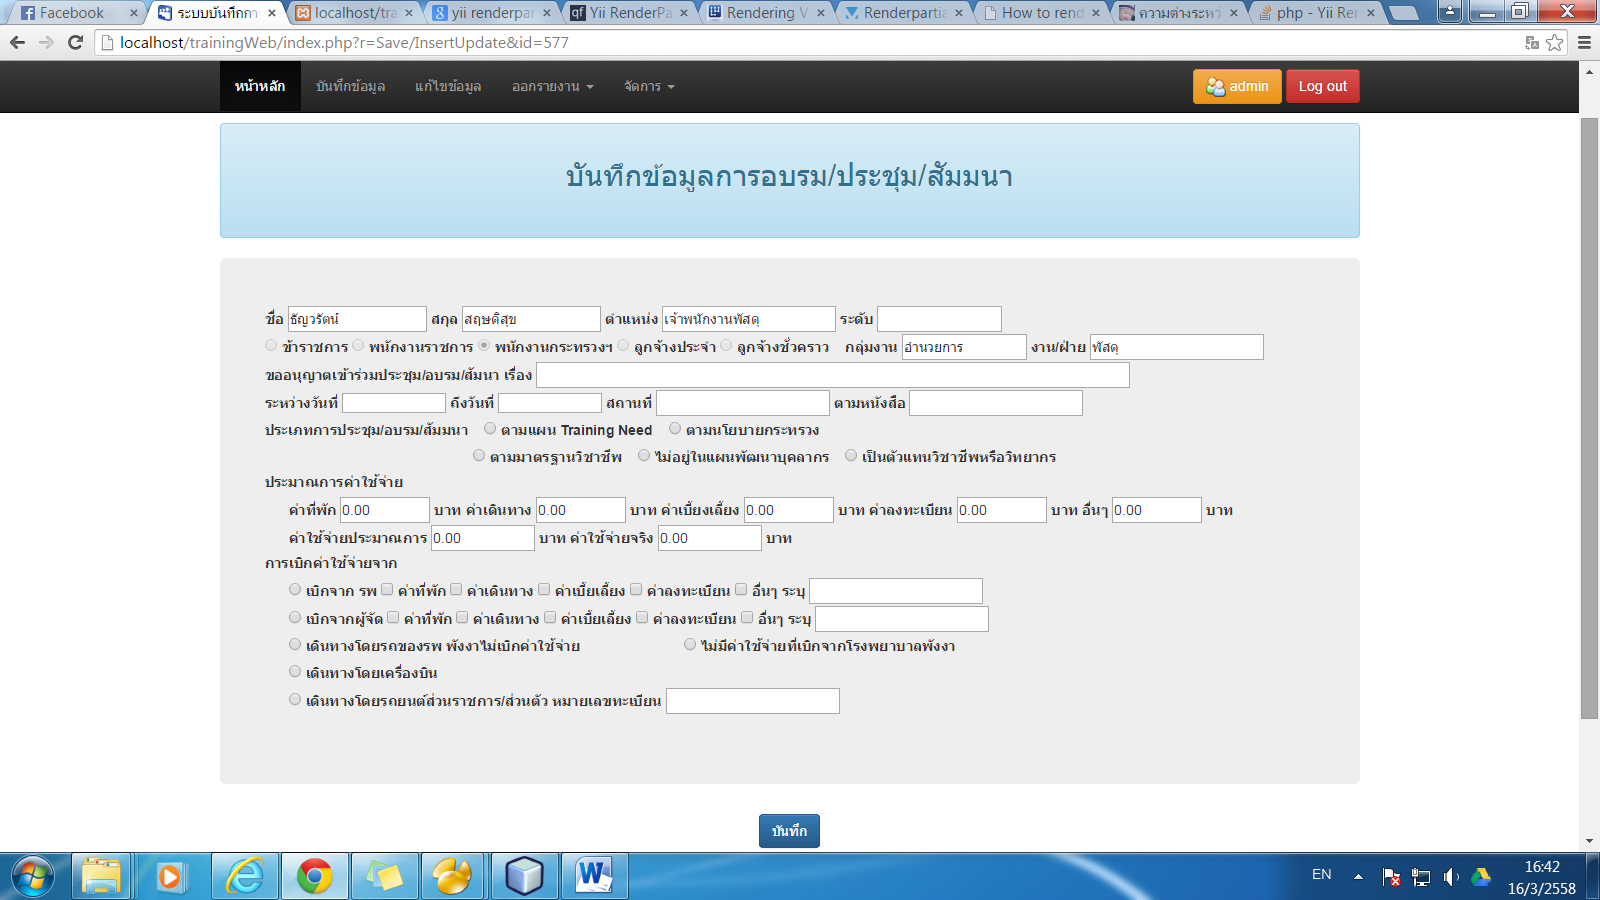 Facebook
ระบบบันทึกกา
localhost/tra
yii renderpar
Yii RenderPa
Rendering V
Renderpartia
How to rend
ความต่างระหว
php - Yii Ren
localhost/trainingWeb/index.php?r=Save/InsertUpdate&id=577
หน้าหลัก บันทึกข้อมูล แก้ไขข้อมูล ออกรายงาน จัดการ admin Log out
บันทึกข้อมูลการอบรม/ประชุม/สัมมนา
ชื่อ ธัญวรัตน์ สกุล สฤษดิสุข ตำแหน่ง เจ้าพนักงานพัสดุ ระดับ
ข้าราชการ พนักงานราชการ พนักงานกระทรวงฯ ลูกจ้างประจำ ลูกจ้างชั่วคราว กลุ่มงาน อำนวยการ งาน/ฝ่าย พัสดุ
ขออนุญาตเข้าร่วมประชุม/อบรม/สัมนา เรื่อง
ระหว่างวันที่ ถึงวันที่ สถานที่ ตามหนังสือ
ประเภทการประชุม/อบรม/สัมมนา ตามแผน Training Need ตามนโยบายกระทรวง
ตามมาตรฐานวิชาชีพ ไม่อยู่ในแผนพัฒนาบุคลากร เป็นตัวแทนวิชาชีพหรือวิทยากร
ประมาณการค่าใช้จ่าย
ค่าที่พัก 0.00 บาท ค่าเดินทาง 0.00 บาท ค่าเบี้ยงเลี้ยง 0.00 บาท ค่าลงทะเบียน 0.00 บาท อื่นๆ 0.00 บาท
ค่าใช้จ่ายประมาณการ 0.00 บาท ค่าใช้จ่ายจริง 0.00 บาท
การเบิกค่าใช้จ่ายจาก
เบิกจาก รพ ค่าที่พัก ค่าเดินทาง ค่าเบี้ยเลี้ยง ค่าลงทะเบียน อื่นๆ ระบุ
เบิกจากผู้จัด ค่าที่พัก ค่าเดินทาง ค่าเบี้ยเลี้ยง ค่าลงทะเบียน อื่นๆ ระบุ
เดินทางโดยรถของรพ พังงาไม่เบิกค่าใช้จ่าย ไม่มีค่าใช้จ่ายที่เบิกจากโรงพยาบาลพังงา
เดินทางโดยเครื่องบิน
เดินทางโดยรถยนต์ส่วนราชการ/ส่วนตัว หมายเลขทะเบียน
บันทึก
EN
16:42
16/3/2558